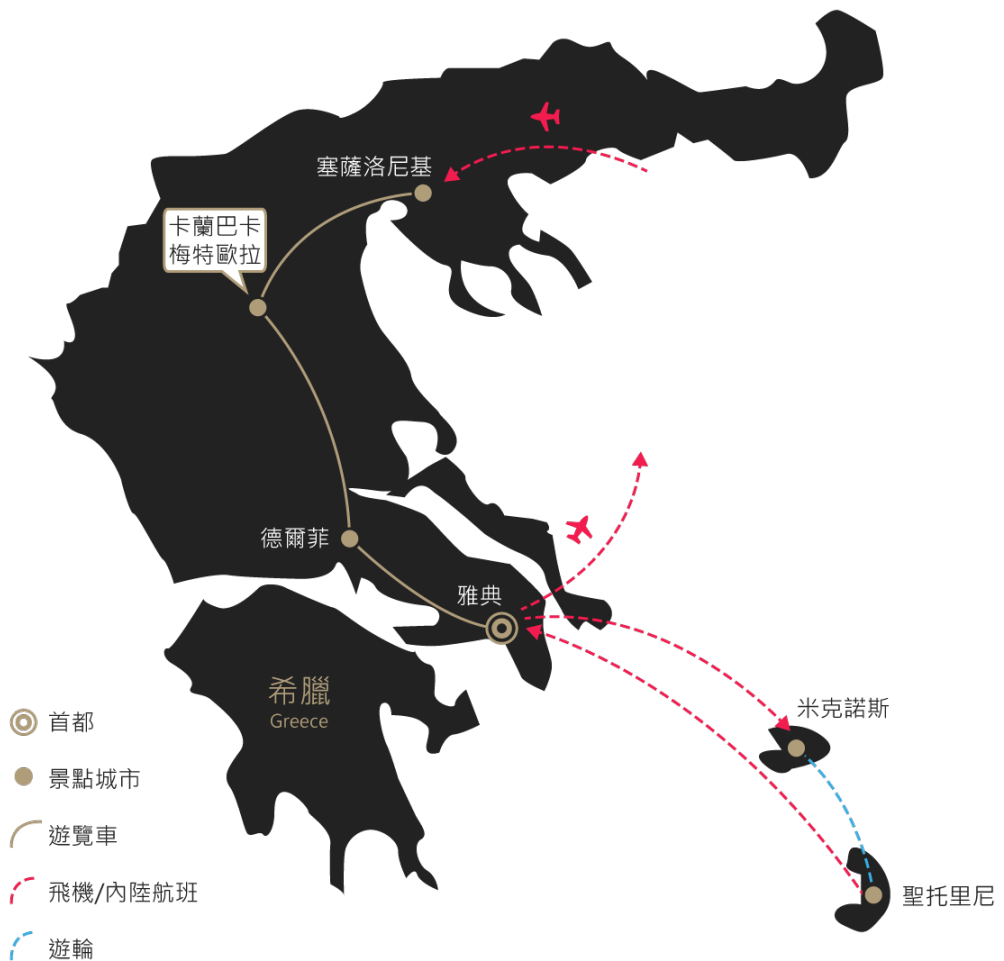 塞薩洛尼基
卡蘭巴卡
梅特歐拉
德爾菲
雅典
希臘
Greece
米克諾斯
聖托里尼
首都
景點城市
遊覽車
飛機/內陸航班
遊輪